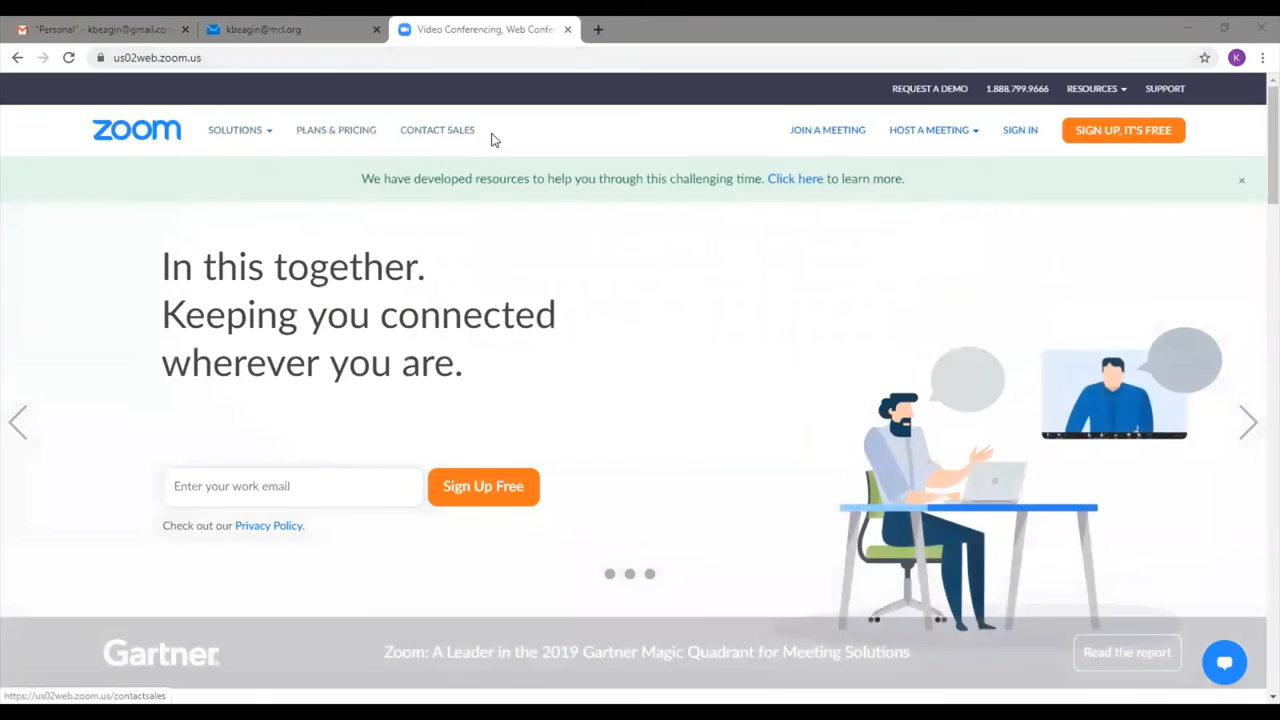 "Personal" - kbeagin@gmail.co
kbeagin@mcl.org
Video Conferencing, Web Confe
us02web.zoom.us
K
REQUEST A DEMO
1.888.799.9666
RESOURCES
SUPPORT
zoom
SOLUTIONS
PLANS & PRICING
CONTACT SALES
JOIN A MEETING
HOST A MEETING
SIGN IN
SIGN UP, IT'S FREE
We have developed resources to help you through this challenging time. Click here to learn more.
In this together.
Keeping you connected
wherever you are.
Enter your work email
Sign Up Free
Check out our Privacy Policy.
Gartner.
Zoom: A Leader in the 2019 Gartner Magic Quadrant for Meeting Solutions
Read the report
https://us02web.zoom.us/contactsales